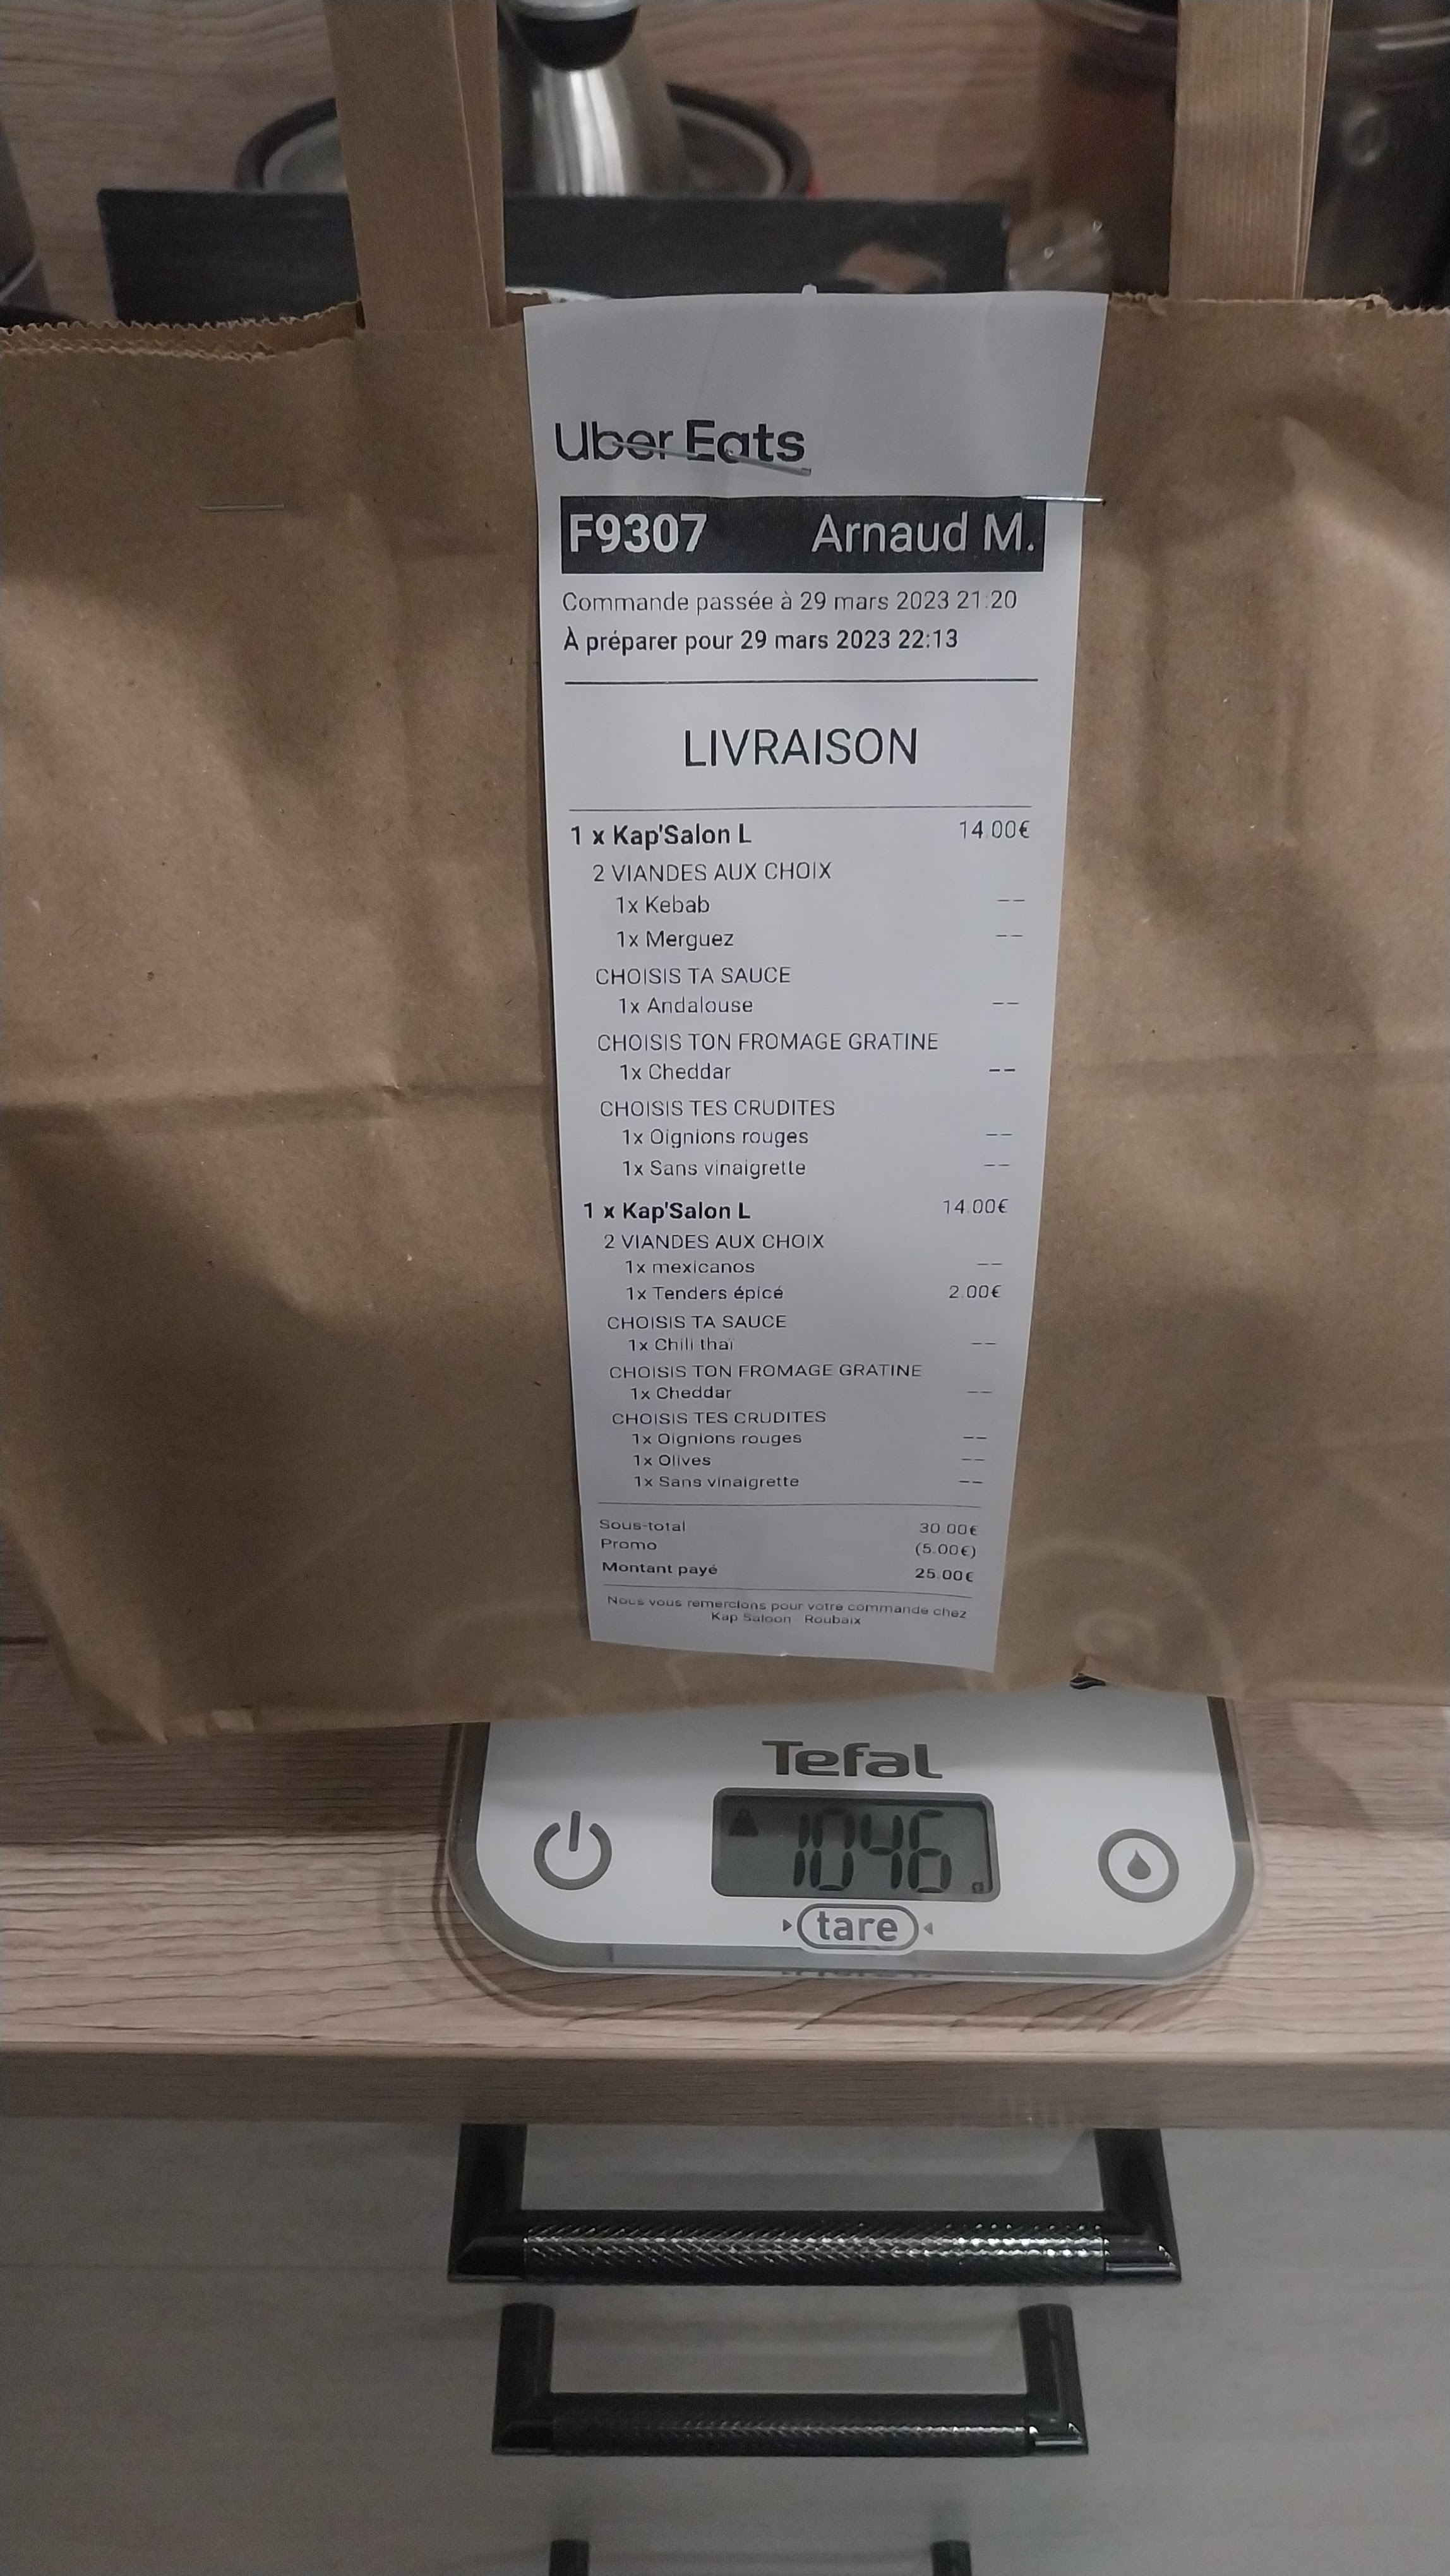 Uber Eats
F9307 Arnaud M.
Commande passée à 29 mars 2023 21:20
À préparer pour 29 mars 2023 22:13
LIVRAISON
1 x Kap'Salon L 14.00€
2 VIANDES AUX CHOIX
1x Kebab --
1x Merguez --
CHOISIS TA SAUCE
1x Andalouse --
CHOISIS TON FROMAGE GRATINE
1x Cheddar --
CHOISIS TES CRUDITES
1x Oignions rouges --
1x Sans vinaigrette --
1 x Kap'Salon L 14.00€
2 VIANDES AUX CHOIX
1x mexicanos --
1x Tenders épicé 2.00€
CHOISIS TA SAUCE
1x Chili thaï --
CHOISIS TON FROMAGE GRATINE
1x Cheddar --
CHOISIS TES CRUDITES
1x Oignions rouges --
1x Olives --
1x Sans vinaigrette --
Sous-total 30.00€
Promo (5.00€)
Montant payé 25.00€
Nous vous remercions pour votre commande chez
Kap Saloon Roubaix
Tefal
1046 g
tare